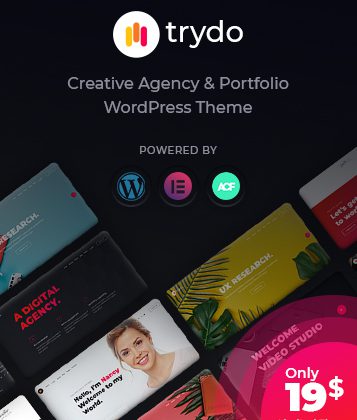 trydo
Creative Agency & Portfolio
WordPress Theme
POWERED BY
ACF
RESEARCH.
UX RESEARCH.
Let's get
A DIGITAL
AGENCY.
WELCOME
VIDEO STUDIO
Hello, I'm Nancy
Welcome to my
world.
Only
19$